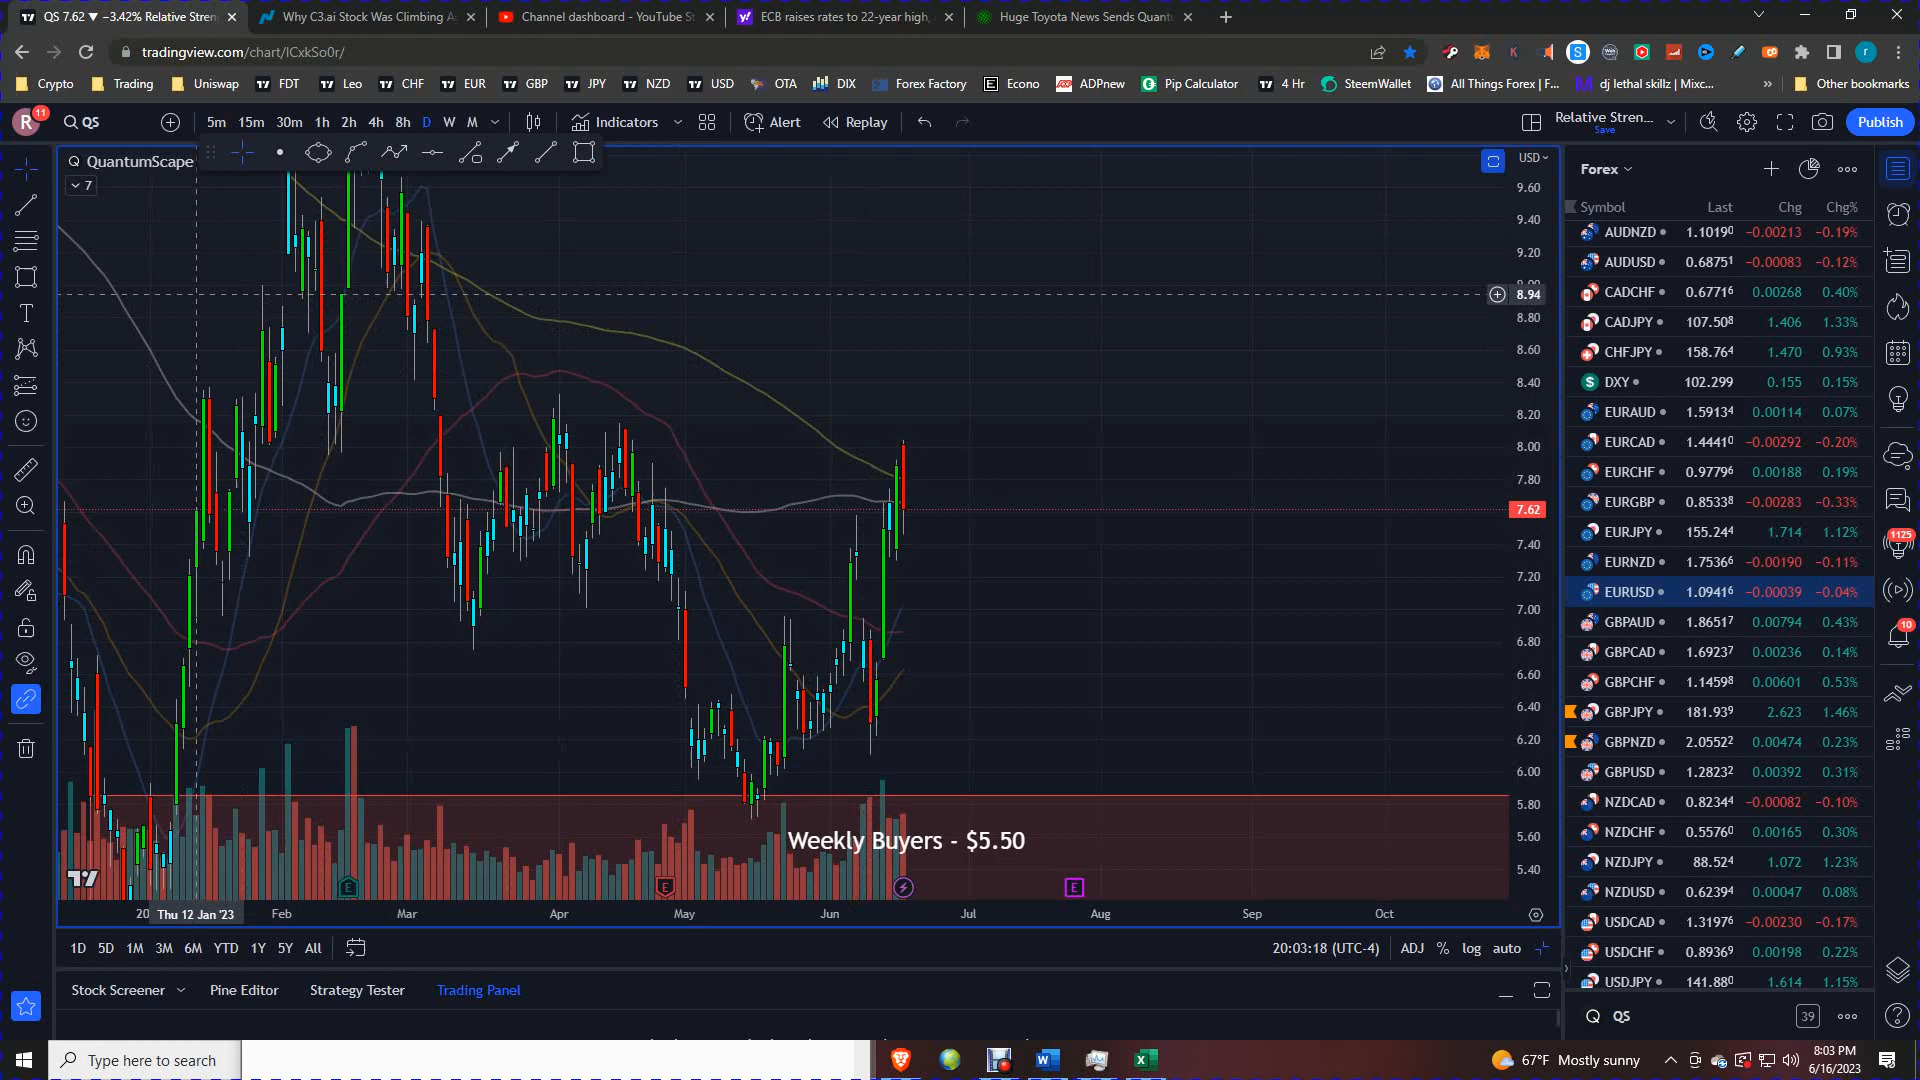 QS 7.62 ▼ −3.42% Relative Stren
Why C3.ai Stock Was Climbing A
Channel dashboard - YouTube St
ECB raises rates to 22-year high,
Huge Toyota News Sends Quant
tradingview.com/chart/lCxkSo0r/
Crypto Trading Uniswap FDT Leo CHF EUR GBP JPY NZD USD OTA DIX Forex Factory Econo ADPnew Pip Calculator 4 Hr SteemWallet All Things Forex | F... dj lethal skillz | Mixc... » Other bookmarks
R 11 QS 5m 15m 30m 1h 2h 4h 8h D W M Indicators Alert Replay Relative Stren... Save Publish
QuantumScape
7
USD
9.60
9.40
9.20
8.94
8.80
8.60
8.40
8.20
8.00
7.80
7.62
7.40
7.20
7.00
6.80
6.60
6.40
6.20
6.00
5.80
5.60
5.40
Weekly Buyers - $5.50
E E E
20 Thu 12 Jan '23 Feb Mar Apr May Jun Jul Aug Sep Oct
1D 5D 1M 3M 6M YTD 1Y 5Y All 20:03:18 (UTC-4) ADJ % log auto
Stock Screener Pine Editor Strategy Tester Trading Panel
Forex
Symbol Last Chg Chg%
AUDNZD 1.10190 −0.00213 −0.19%
AUDUSD 0.68751 −0.00083 −0.12%
CADCHF 0.67716 0.00268 0.40%
CADJPY 107.508 1.406 1.33%
CHFJPY 158.764 1.470 0.93%
DXY 102.299 0.155 0.15%
EURAUD 1.59134 0.00114 0.07%
EURCAD 1.44410 −0.00292 −0.20%
EURCHF 0.97796 0.00188 0.19%
EURGBP 0.85338 −0.00283 −0.33%
EURJPY 155.244 1.714 1.12%
EURNZD 1.75366 −0.00190 −0.11%
EURUSD 1.09416 −0.00039 −0.04%
GBPAUD 1.86517 0.00794 0.43%
GBPCAD 1.69237 0.00236 0.14%
GBPCHF 1.14598 0.00601 0.53%
GBPJPY 181.939 2.623 1.46%
GBPNZD 2.05522 0.00474 0.23%
GBPUSD 1.28232 0.00392 0.31%
NZDCAD 0.82344 −0.00082 −0.10%
NZDCHF 0.55760 0.00165 0.30%
NZDJPY 88.524 1.072 1.23%
NZDUSD 0.62394 0.00047 0.08%
USDCAD 1.31976 −0.00230 −0.17%
USDCHF 0.89369 0.00198 0.22%
USDJPY 141.880 1.614 1.15%
QS 39
1125
10
Type here to search
67°F Mostly sunny
8:03 PM
6/16/2023